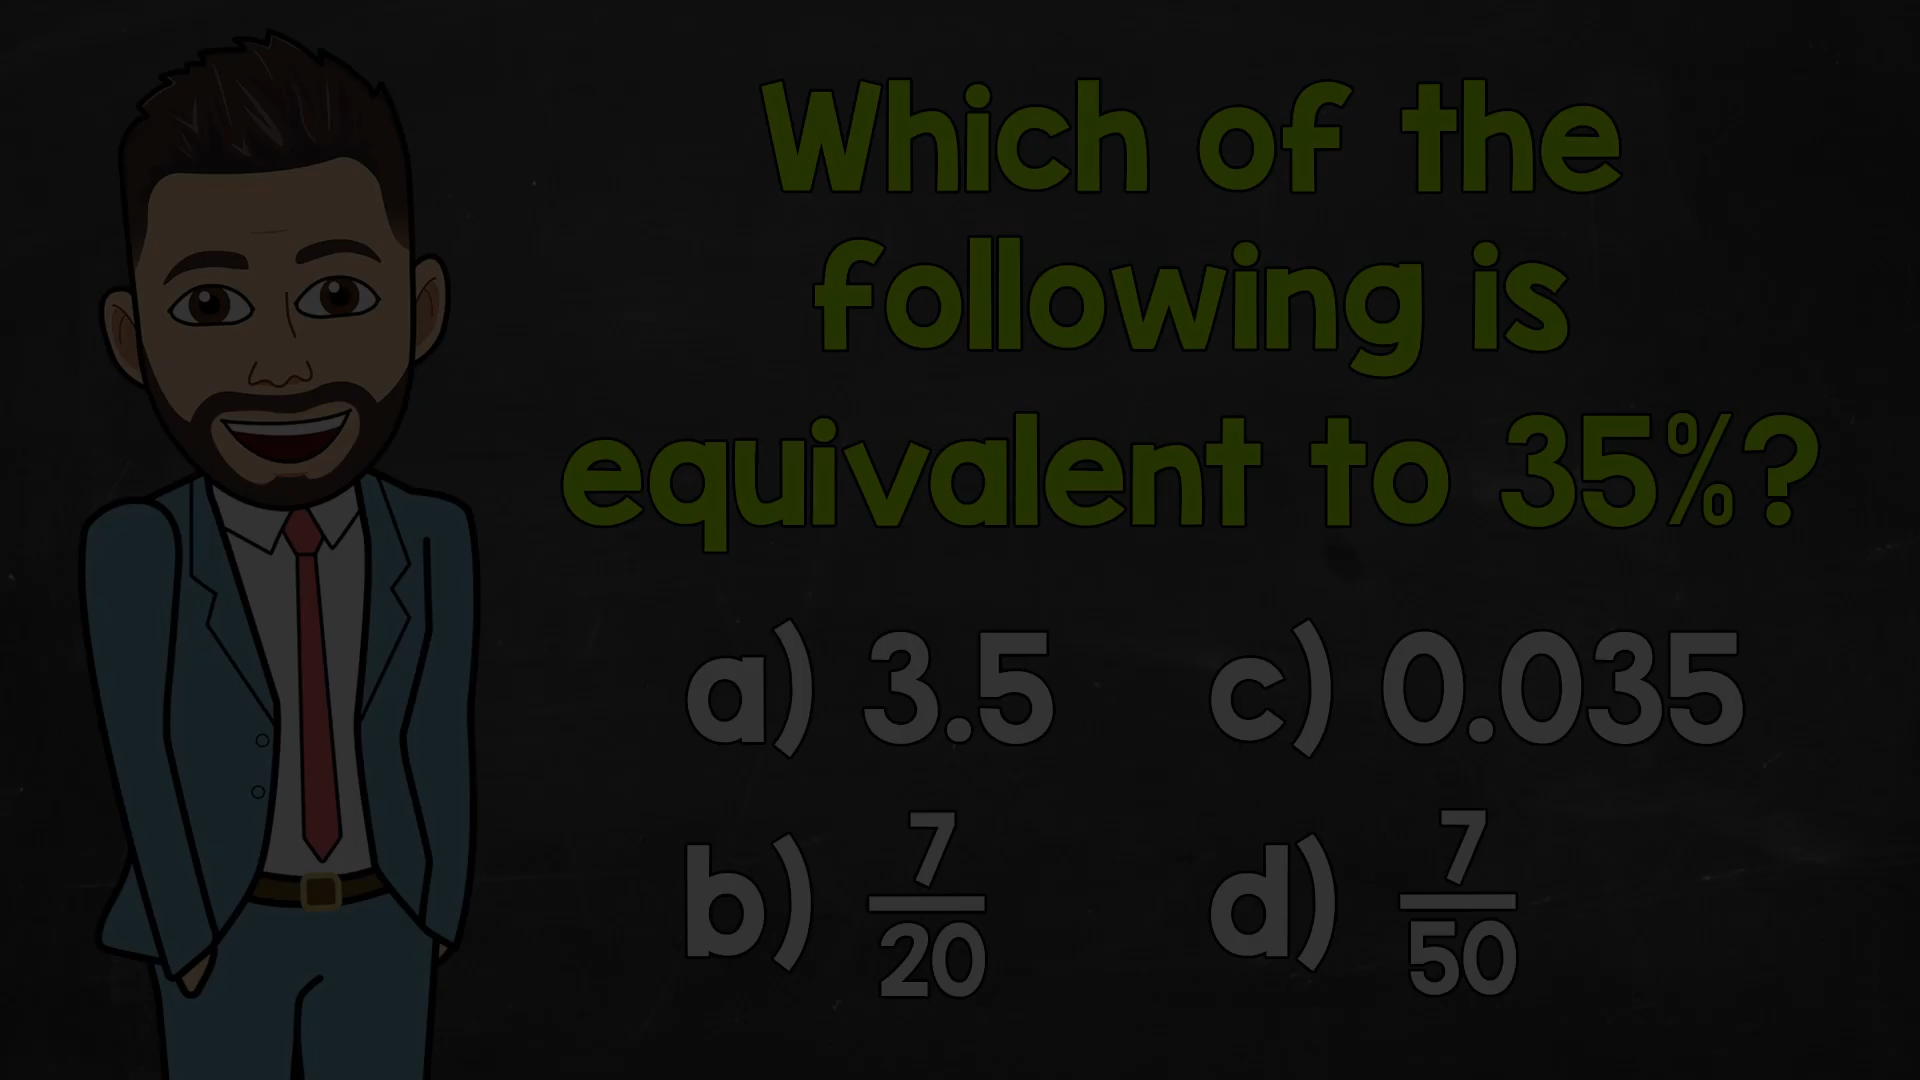 Which of the
following is
equivalent to 35%?
a) 3.5
c) 0.035
b) 7/20
d) 7/50